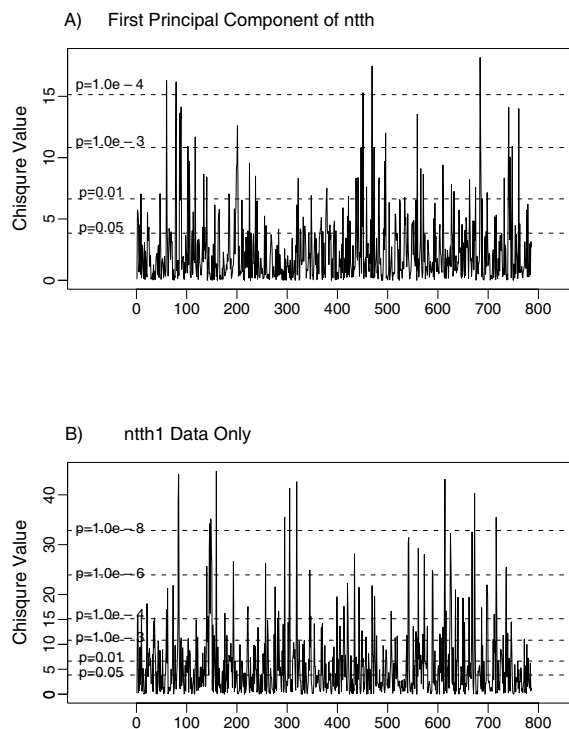 A) First Principal Component of ntth
Chisqure Value
15
10
5
0
p=1.0e−4
p=1.0e−3
p=0.01
p=0.05
0 100 200 300 400 500 600 700 800
B) ntth1 Data Only
Chisqure Value
40
30
20
15
10
5
0
p=1.0e−8
p=1.0e−6
p=1.0e−4
p=1.0e−3
p=0.01
p=0.05
0 100 200 300 400 500 600 700 800